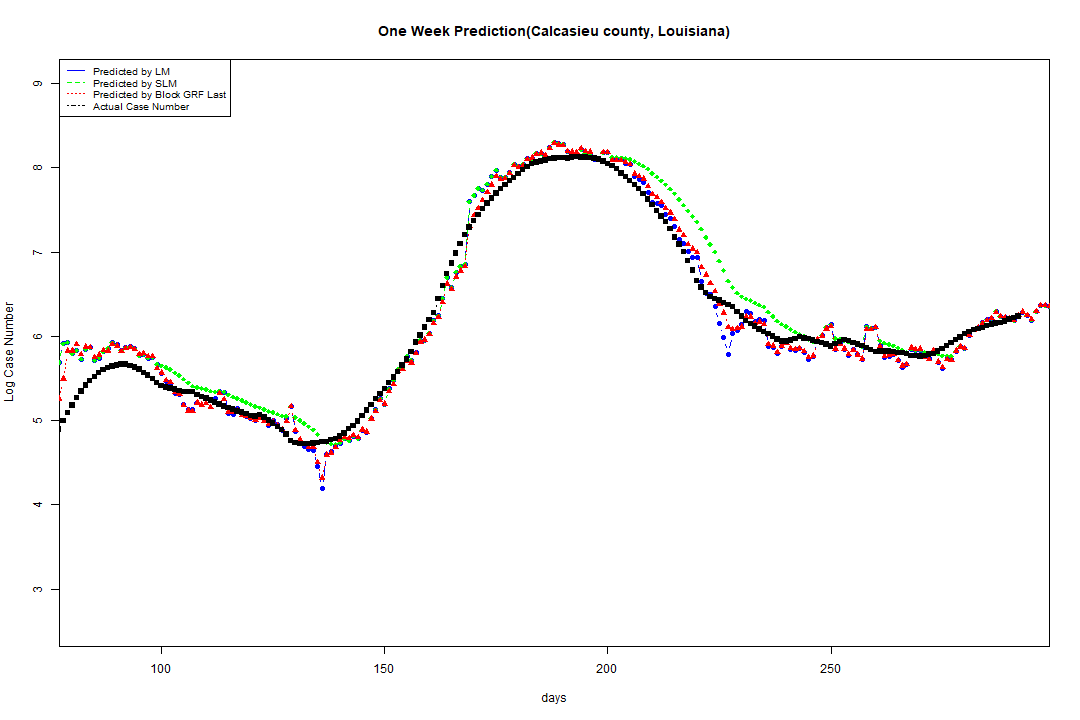 One Week Prediction(Calcasieu county, Louisiana)
Predicted by LM
Predicted by SLM
Predicted by Block GRF Last
Actual Case Number
9
8
7
6
5
4
3
Log Case Number
100 150 200 250
days